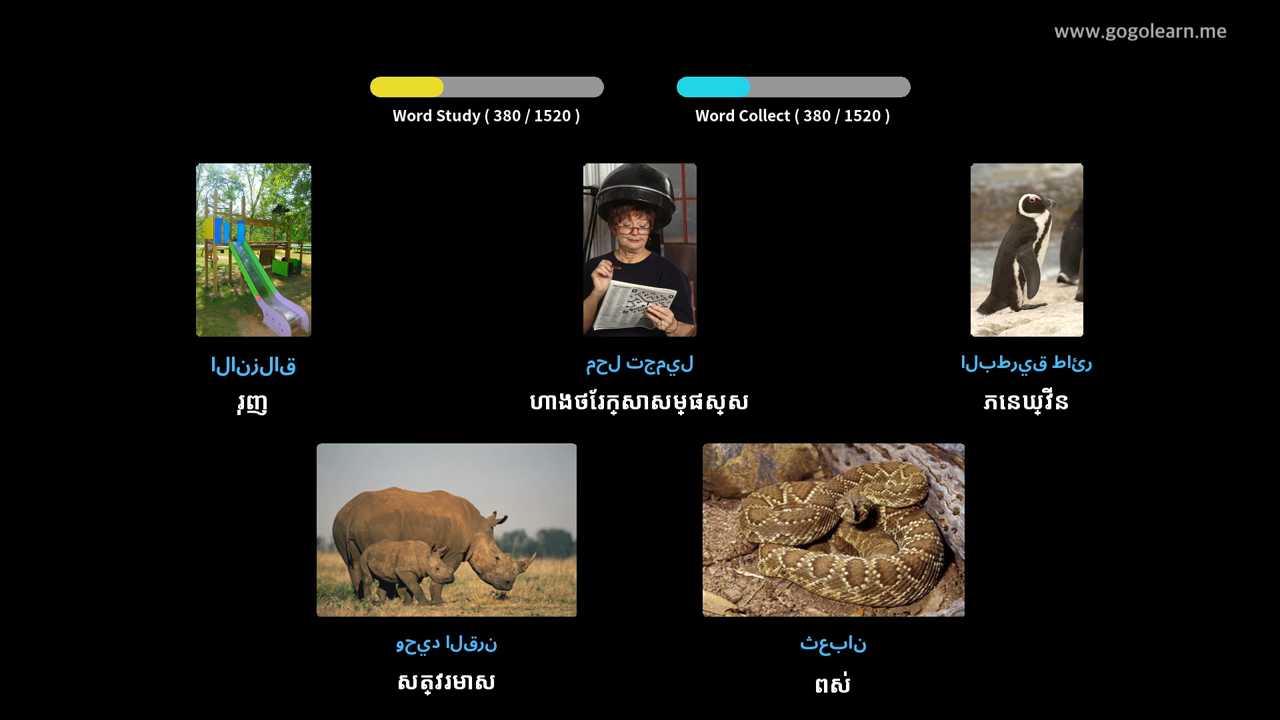 www.gogolearn.me
Word Study ( 380 / 1520 )
Word Collect ( 380 / 1520 )
الانزلاق
រុញ
محل تجميل
ហាងថែរក្សាសម្ផស្ស
البطريق طائر
ភេនឃ្វីន
وحيد القرن
សត្វរមាស
ثعبان
ពស់